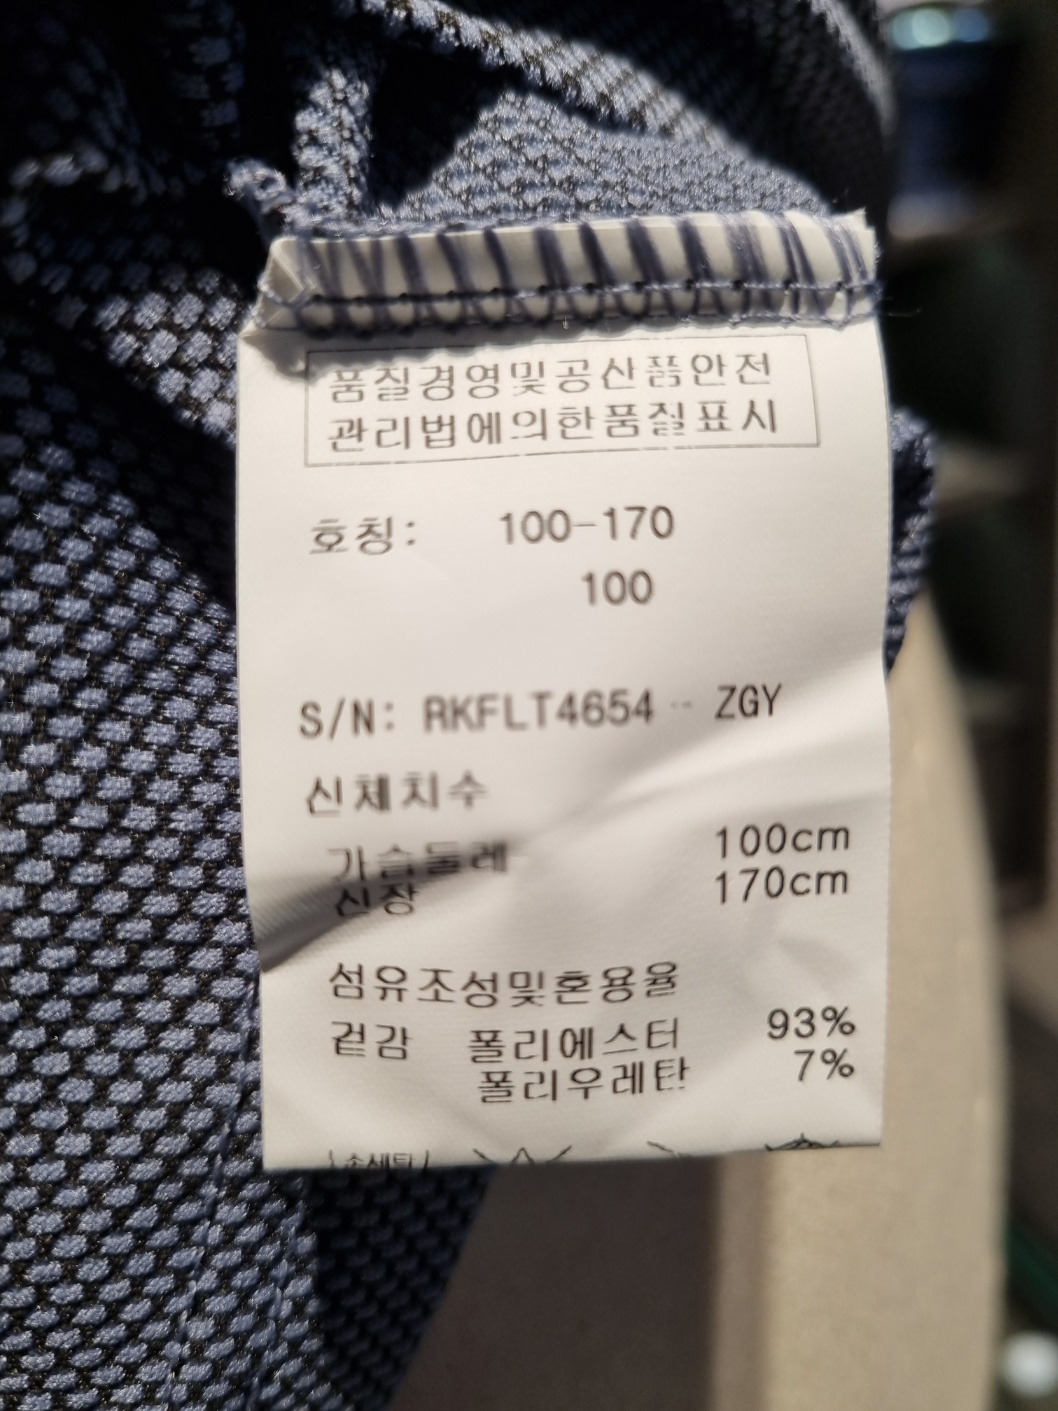 품질경영및공산품안전
관리법에의한품질표시
호칭: 100-170
100
S/N: RKFLT4654 -- ZGY
신체치수
가슴둘레 100cm
신장 170cm
섬유조성및혼용율
겉감 폴리에스터 93%
폴리우레탄 7%